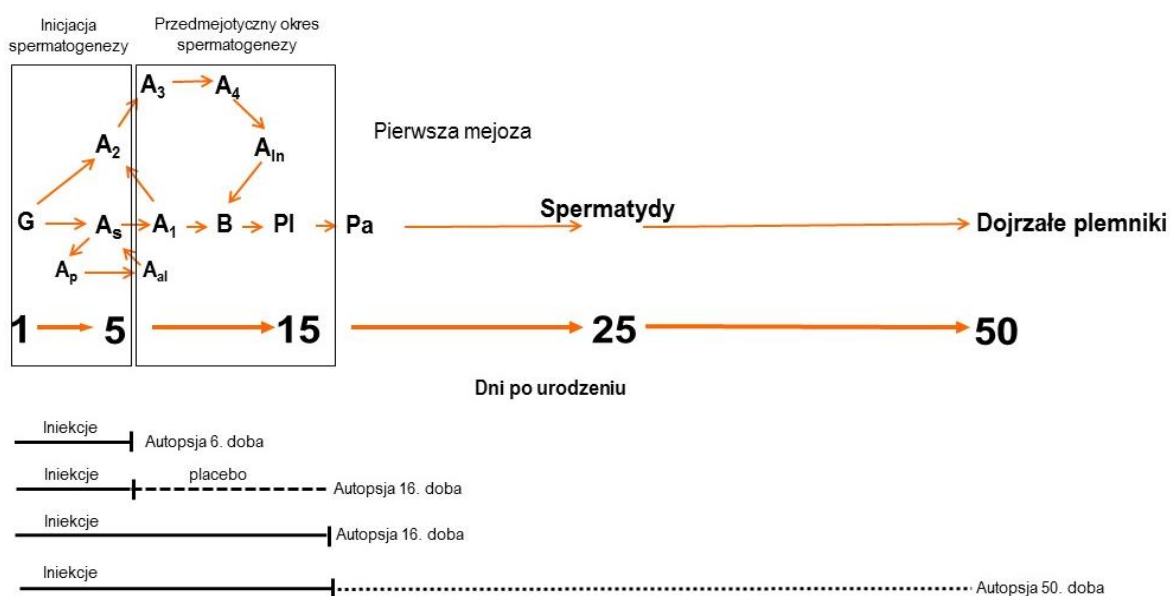 Inicjacja
spermatogenezy
Przedmejotyczny okres
spermatogenezy
A3 A4
Pierwsza mejoza
A2 AIn
Spermatydy
G As A1 B Pl Pa Dojrzałe plemniki
Ap Aal
1 5 15 25 50
Dni po urodzeniu
Iniekcje Autopsja 6. doba
Iniekcje placebo Autopsja 16. doba
Iniekcje Autopsja 16. doba
Iniekcje Autopsja 50. doba